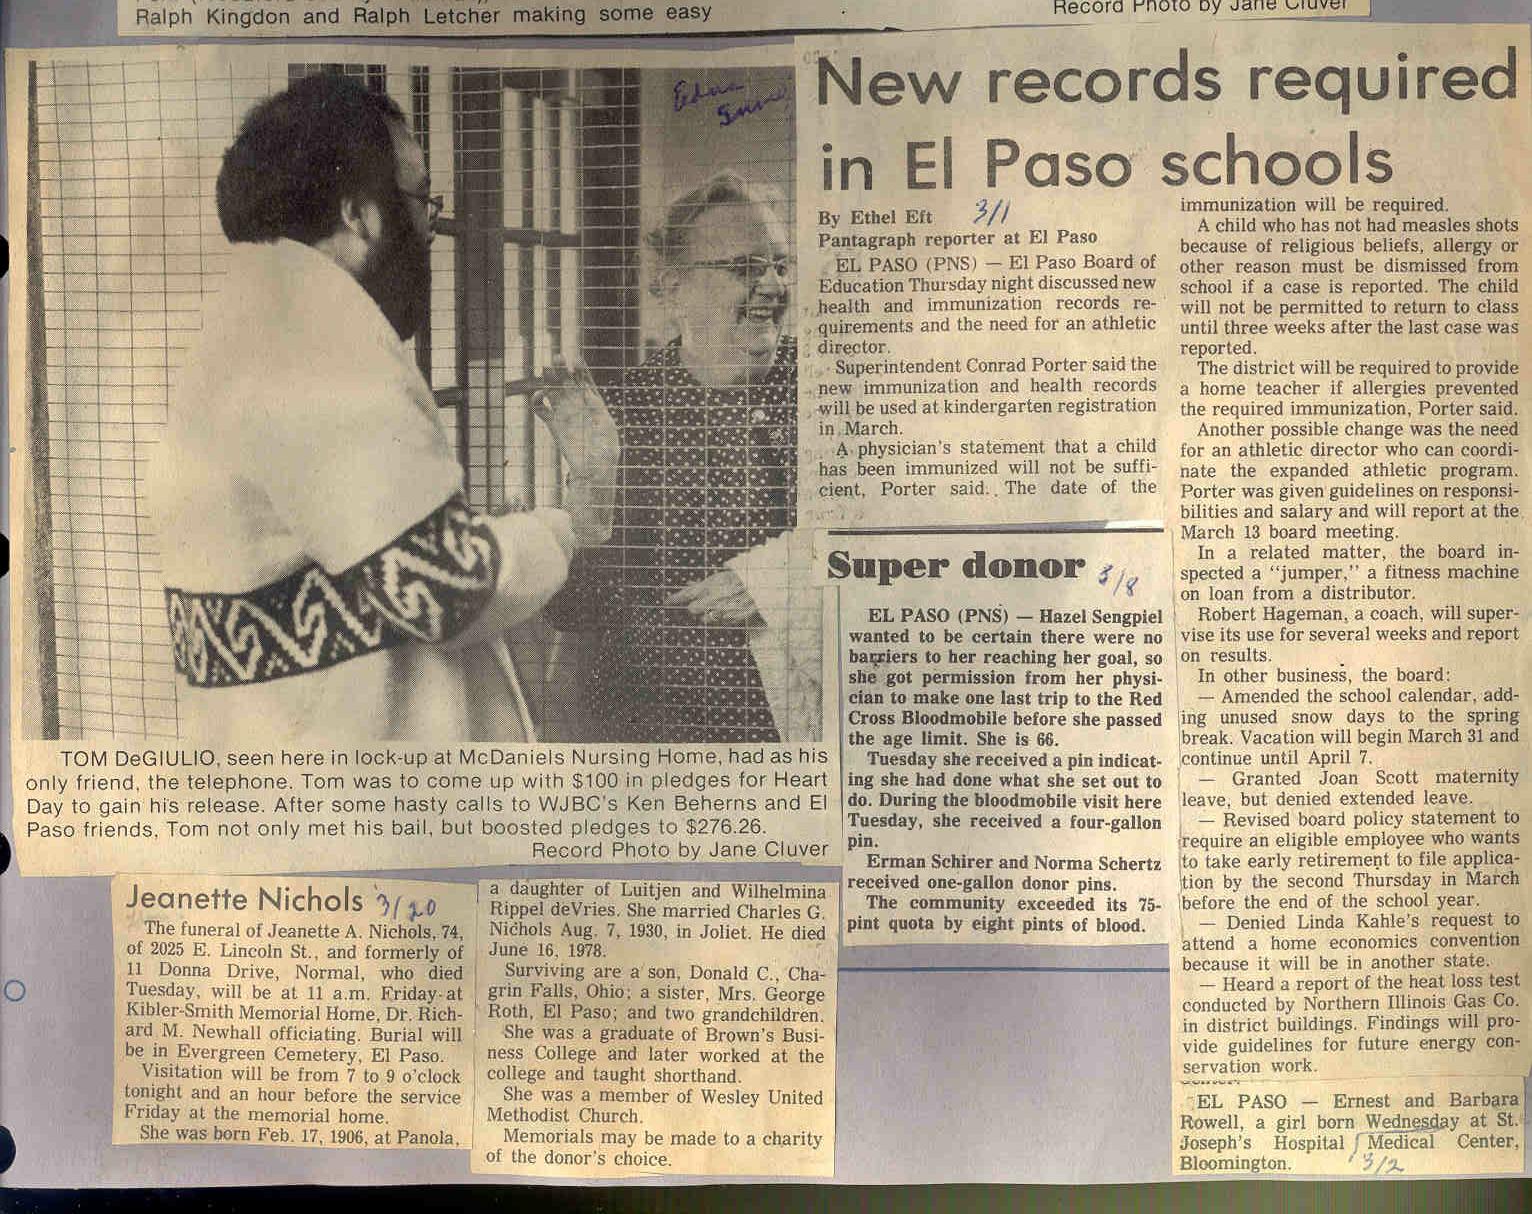 Ralph Kingdon and Ralph Letcher making some easy
Record Photo by Jane Cluver
Edna
TOM DeGIULIO, seen here in lock-up at McDaniels Nursing Home, had as his
only friend, the telephone. Tom was to come up with $100 in pledges for Heart
Day to gain his release. After some hasty calls to WJBC's Ken Beherns and El
Paso friends, Tom not only met his bail, but boosted pledges to $276.26.
Record Photo by Jane Cluver
Jeanette Nichols 3/20
The funeral of Jeanette A. Nichols, 74,
of 2025 E. Lincoln St., and formerly of
11 Donna Drive, Normal, who died
Tuesday, will be at 11 a.m. Friday at
Kibler-Smith Memorial Home, Dr. Rich-
ard M. Newhall officiating. Burial will
be in Evergreen Cemetery, El Paso.
Visitation will be from 7 to 9 o'clock
tonight and an hour before the service
Friday at the memorial home.
She was born Feb. 17, 1906, at Panola,
a daughter of Luitjen and Wilhelmina
Rippel deVries. She married Charles G.
Nichols Aug. 7, 1930, in Joliet. He died
June 16, 1978.
Surviving are a son, Donald C., Cha-
grin Falls, Ohio; a sister, Mrs. George
Roth, El Paso; and two grandchildren.
She was a graduate of Brown's Busi-
ness College and later worked at the
college and taught shorthand.
She was a member of Wesley United
Methodist Church.
Memorials may be made to a charity
of the donor's choice.
New records required
in El Paso schools
By Ethel Eft 3/1
Pantagraph reporter at El Paso
EL PASO (PNS) — El Paso Board of
Education Thursday night discussed new
health and immunization records re-
quirements and the need for an athletic
director.
Superintendent Conrad Porter said the
new immunization and health records
will be used at kindergarten registration
in March.
A physician's statement that a child
has been immunized will not be suffi-
cient, Porter said. The date of the
immunization will be required.
A child who has not had measles shots
because of religious beliefs, allergy or
other reason must be dismissed from
school if a case is reported. The child
will not be permitted to return to class
until three weeks after the last case was
reported.
The district will be required to provide
a home teacher if allergies prevented
the required immunization, Porter said.
Another possible change was the need
for an athletic director who can coordi-
nate the expanded athletic program.
Porter was given guidelines on responsi-
bilities and salary and will report at the
March 13 board meeting.
In a related matter, the board in-
spected a "jumper," a fitness machine
on loan from a distributor.
Robert Hageman, a coach, will super-
vise its use for several weeks and report
on results.
In other business, the board:
— Amended the school calendar, add-
ing unused snow days to the spring
break. Vacation will begin March 31 and
continue until April 7.
— Granted Joan Scott maternity
leave, but denied extended leave.
— Revised board policy statement to
require an eligible employee who wants
to take early retirement to file applica-
tion by the second Thursday in March
before the end of the school year.
— Denied Linda Kahle's request to
attend a home economics convention
because it will be in another state.
— Heard a report of the heat loss test
conducted by Northern Illinois Gas Co.
in district buildings. Findings will pro-
vide guidelines for future energy con-
servation work.
Super donor 3/8
EL PASO (PNS) — Hazel Sengpiel
wanted to be certain there were no
barriers to her reaching her goal, so
she got permission from her physi-
cian to make one last trip to the Red
Cross Bloodmobile before she passed
the age limit. She is 66.
Tuesday she received a pin indicat-
ing she had done what she set out to
do. During the bloodmobile visit here
Tuesday, she received a four-gallon
pin.
Erman Schirer and Norma Schertz
received one-gallon donor pins.
The community exceeded its 75-
pint quota by eight pints of blood.
EL PASO — Ernest and Barbara
Rowell, a girl born Wednesday at St.
Joseph's Hospital Medical Center,
Bloomington. 3/2